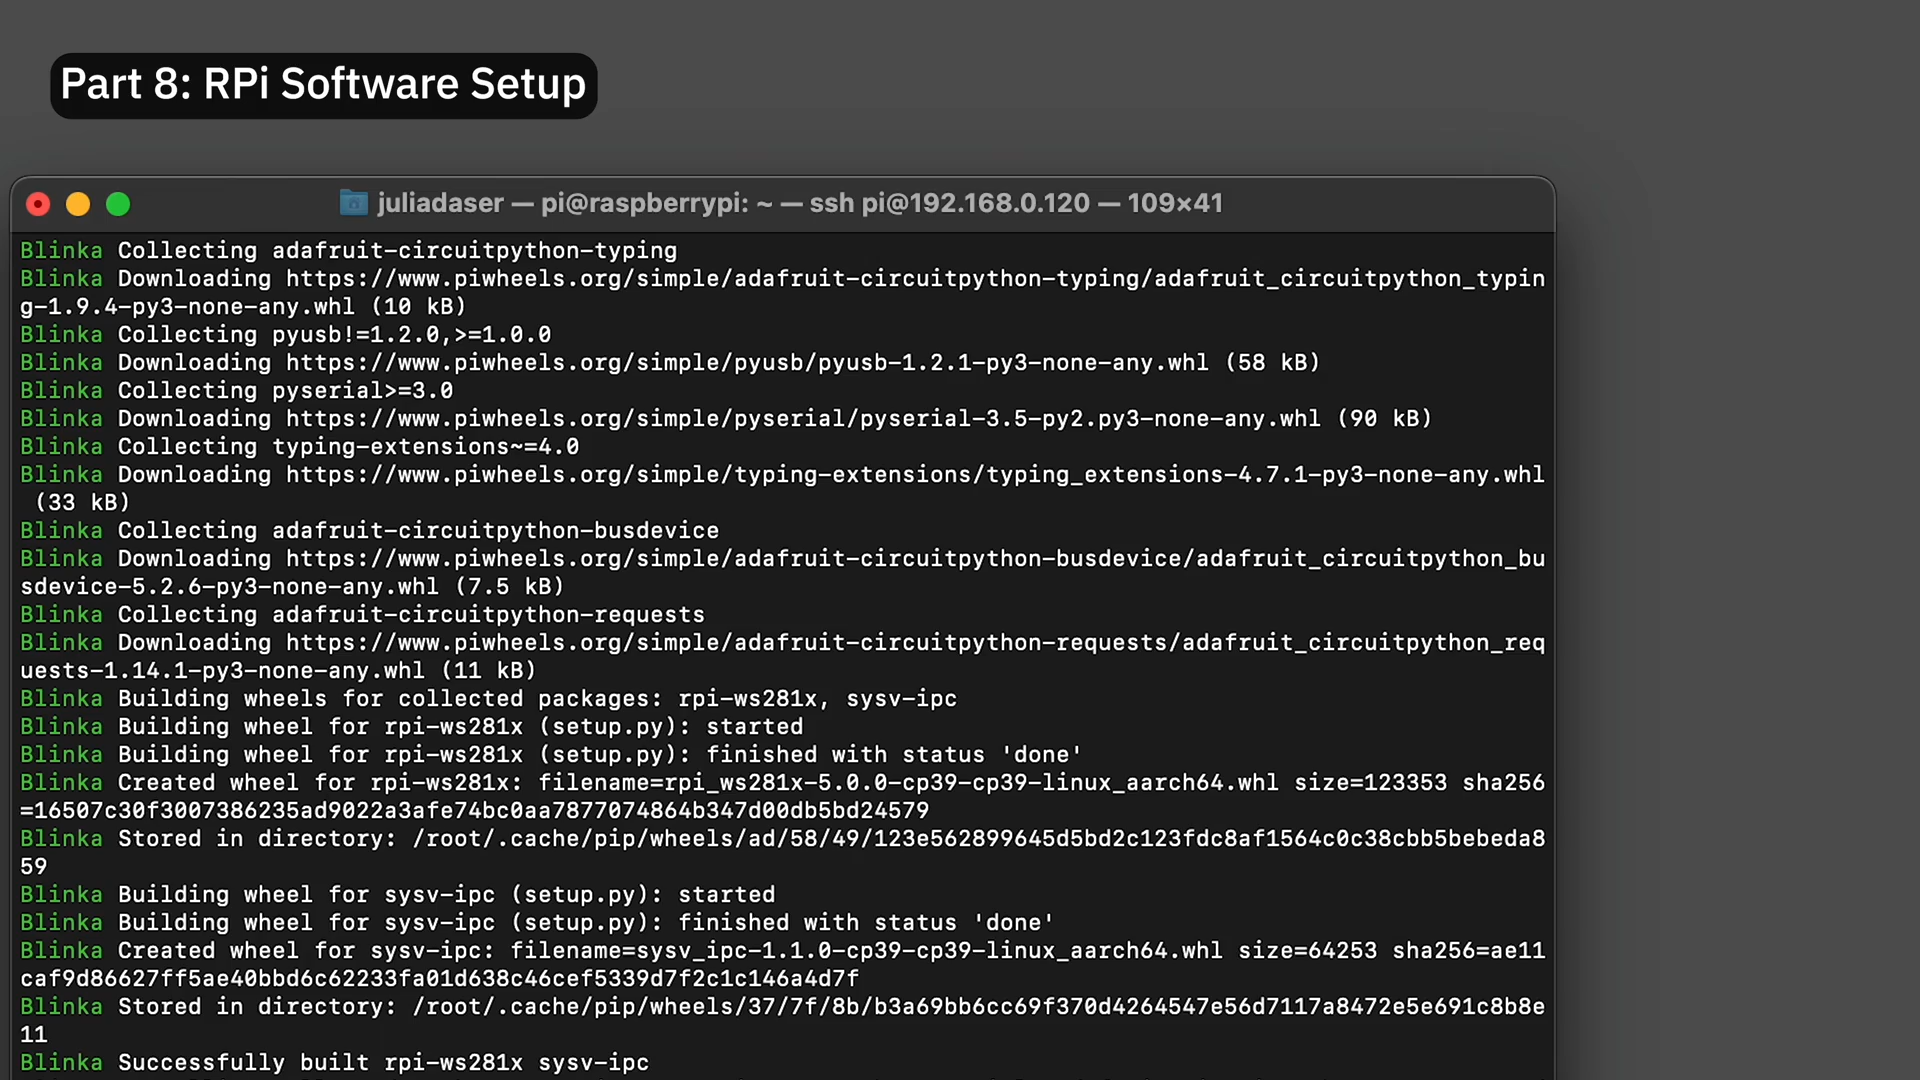 Part 8: RPi Software Setup
juliadaser — pi@raspberrypi: ~ — ssh pi@192.168.0.120 — 109×41
Blinka Collecting adafruit-circuitpython-typing
Blinka Downloading https://www.piwheels.org/simple/adafruit-circuitpython-typing/adafruit_circuitpython_typin
g-1.9.4-py3-none-any.whl (10 kB)
Blinka Collecting pyusb!=1.2.0,>=1.0.0
Blinka Downloading https://www.piwheels.org/simple/pyusb/pyusb-1.2.1-py3-none-any.whl (58 kB)
Blinka Collecting pyserial>=3.0
Blinka Downloading https://www.piwheels.org/simple/pyserial/pyserial-3.5-py2.py3-none-any.whl (90 kB)
Blinka Collecting typing-extensions~=4.0
Blinka Downloading https://www.piwheels.org/simple/typing-extensions/typing_extensions-4.7.1-py3-none-any.whl
(33 kB)
Blinka Collecting adafruit-circuitpython-busdevice
Blinka Downloading https://www.piwheels.org/simple/adafruit-circuitpython-busdevice/adafruit_circuitpython_bu
sdevice-5.2.6-py3-none-any.whl (7.5 kB)
Blinka Collecting adafruit-circuitpython-requests
Blinka Downloading https://www.piwheels.org/simple/adafruit-circuitpython-requests/adafruit_circuitpython_req
uests-1.14.1-py3-none-any.whl (11 kB)
Blinka Building wheels for collected packages: rpi-ws281x, sysv-ipc
Blinka Building wheel for rpi-ws281x (setup.py): started
Blinka Building wheel for rpi-ws281x (setup.py): finished with status 'done'
Blinka Created wheel for rpi-ws281x: filename=rpi_ws281x-5.0.0-cp39-cp39-linux_aarch64.whl size=123353 sha256
=16507c30f3007386235ad9022a3afe74bc0aa7877074864b347d00db5bd24579
Blinka Stored in directory: /root/.cache/pip/wheels/ad/58/49/123e562899645d5bd2c123fdc8af1564c0c38cbb5bebeda8
59
Blinka Building wheel for sysv-ipc (setup.py): started
Blinka Building wheel for sysv-ipc (setup.py): finished with status 'done'
Blinka Created wheel for sysv-ipc: filename=sysv_ipc-1.1.0-cp39-cp39-linux_aarch64.whl size=64253 sha256=ae11
caf9d86627ff5ae40bbd6c62233fa01d638c46cef5339d7f2c1c146a4d7f
Blinka Stored in directory: /root/.cache/pip/wheels/37/7f/8b/b3a69bb6cc69f370d4264547e56d7117a8472e5e691c8b8e
11
Blinka Successfully built rpi-ws281x sysv-ipc